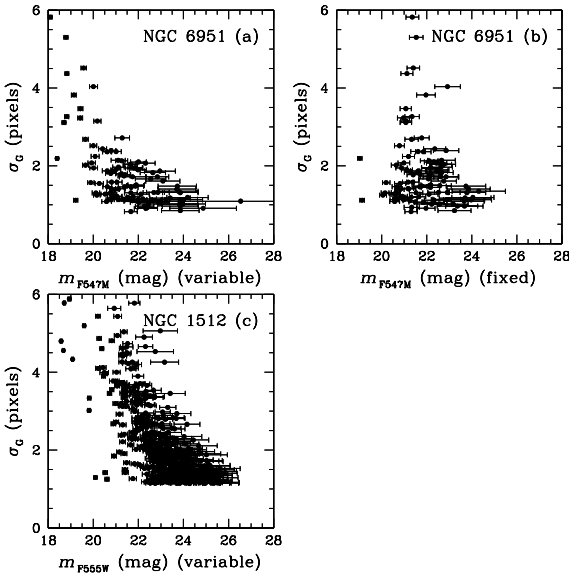 6
4
2
0
σG (pixels)
NGC 6951 (a)
18 20 22 24 26 28
mF547M (mag) (variable)
6
4
2
0
σG (pixels)
NGC 6951 (b)
18 20 22 24 26 28
mF547M (mag) (fixed)
6
4
2
0
σG (pixels)
NGC 1512 (c)
18 20 22 24 26 28
mF555W (mag) (variable)